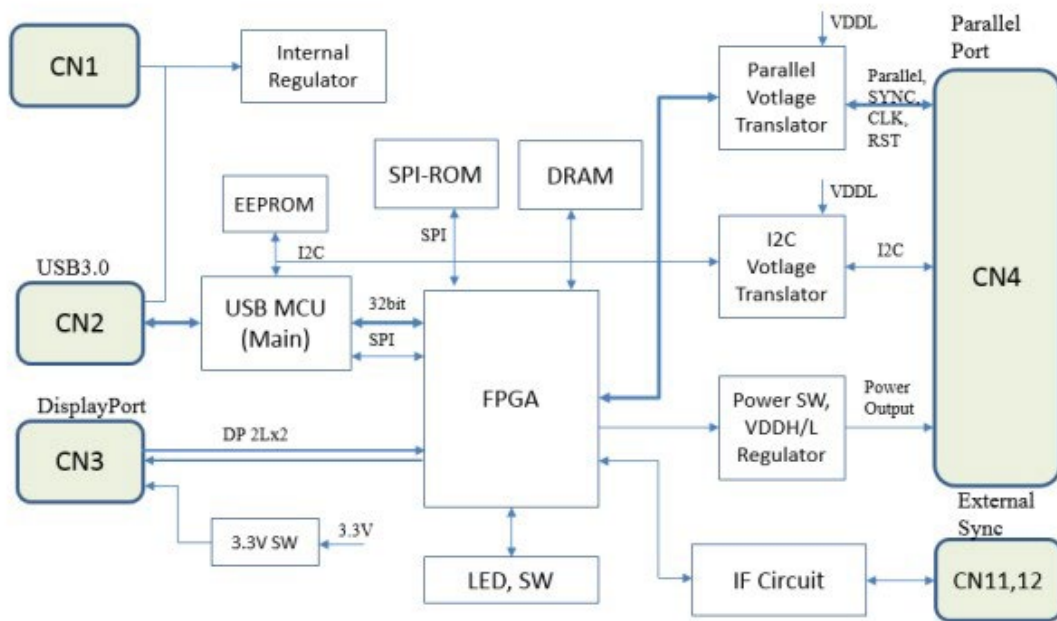 CN1
Internal
Regulator
VDDL
Parallel
Votlage
Translator
Parallel
Port
Parallel,
SYNC,
CLK,
RST
SPI-ROM
DRAM
EEPROM
SPI
I2C
VDDL
I2C
Votlage
Translator
I2C
CN4
USB3.0
CN2
USB MCU
(Main)
32bit
SPI
FPGA
Power SW,
VDDH/L
Regulator
Power
Output
DisplayPort
CN3
DP 2Lx2
3.3V SW
3.3V
LED, SW
IF Circuit
External
Sync
CN11,12